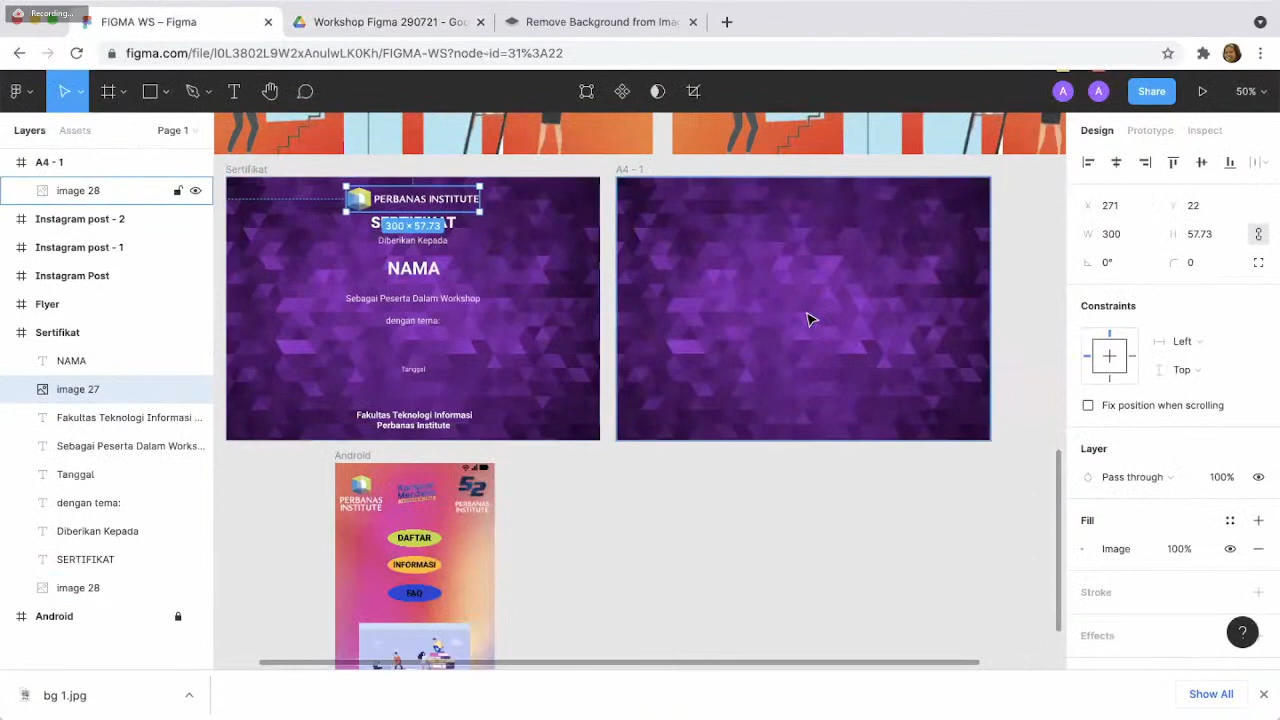 Recording...
FIGMA WS – Figma
Workshop Figma 290721 - Goo
Remove Background from Imag
figma.com/file/l0L3802L9W2xAnulwLK0Kh/FIGMA-WS?node-id=31%3A22
A
A
Share
50%
Layers
Assets
Page 1
A4 - 1
image 28
Instagram post - 2
Instagram post - 1
Instagram Post
Flyer
Sertifikat
NAMA
image 27
Fakultas Teknologi Informasi ...
Sebagai Peserta Dalam Works...
Tanggal
dengan tema:
Diberikan Kepada
SERTIFIKAT
image 28
Android
Sertifikat
PERBANAS INSTITUTE
SERTIFIKAT
300 × 57.73
Diberikan Kepada
NAMA
Sebagai Peserta Dalam Workshop
dengan tema:
Tanggal
Fakultas Teknologi Informasi
Perbanas Institute
A4 - 1
Android
PERBANAS
INSTITUTE
Kampus
Merdeka
52
PERBANAS
INSTITUTE
DAFTAR
INFORMASI
FAQ
Design
Prototype
Inspect
X 271
Y 22
W 300
H 57.73
0°
0
Constraints
Left
Top
Fix position when scrolling
Layer
Pass through
100%
Fill
Image
100%
Stroke
Effects
?
bg 1.jpg
Show All